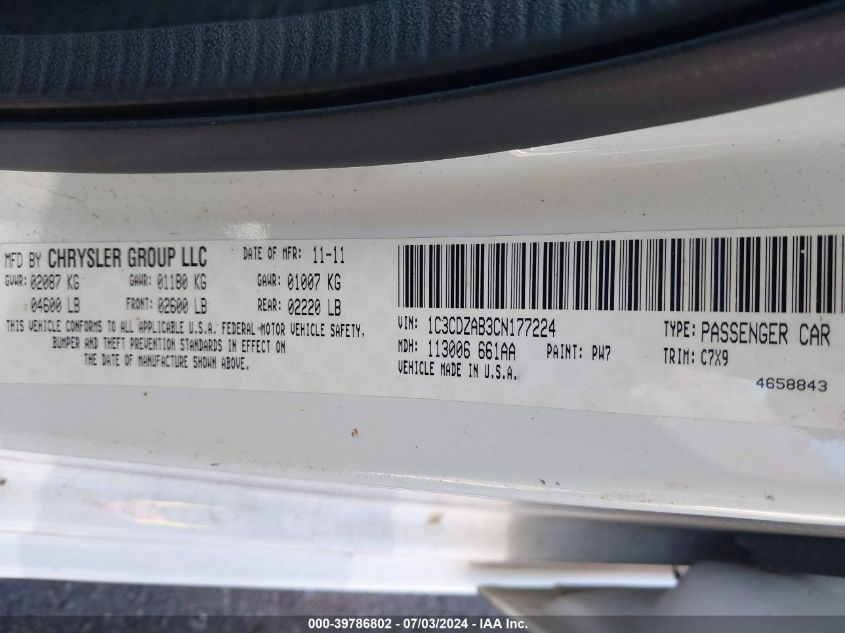 MFD BY CHRYSLER GROUP LLC DATE OF MFR: 11-11
GVWR: 02087 KG GAWR: 01180 KG GAWR: 01007 KG
04600 LB FRONT: 02600 LB REAR: 02220 LB
THIS VEHICLE CONFORMS TO ALL APPLICABLE U.S.A. FEDERAL MOTOR VEHICLE SAFETY,
BUMPER AND THEFT PREVENTION STANDARDS IN EFFECT ON
THE DATE OF MANUFACTURE SHOWN ABOVE.
VIN: 1C3CDZAB3CN177224 TYPE: PASSENGER CAR
MDH: 113006 661AA PAINT: PW7 TRIM: C7X9
VEHICLE MADE IN U.S.A.
4658843
000-39786802 - 07/03/2024 - IAA Inc.